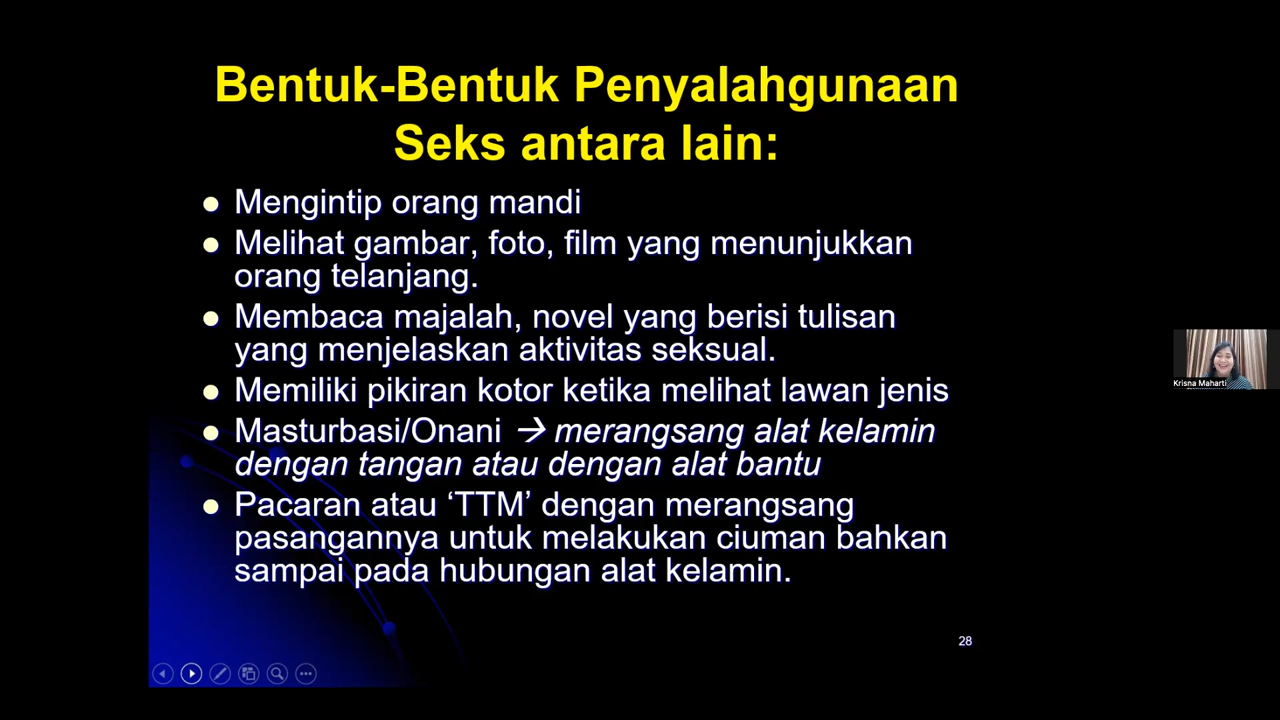 Bentuk-Bentuk Penyalahgunaan
Seks antara lain:
● Mengintip orang mandi
● Melihat gambar, foto, film yang menunjukkan
orang telanjang.
● Membaca majalah, novel yang berisi tulisan
yang menjelaskan aktivitas seksual.
● Memiliki pikiran kotor ketika melihat lawan jenis
● Masturbasi/Onani → merangsang alat kelamin
dengan tangan atau dengan alat bantu
● Pacaran atau ‘TTM’ dengan merangsang
pasangannya untuk melakukan ciuman bahkan
sampai pada hubungan alat kelamin.
28
Krisna Maharti